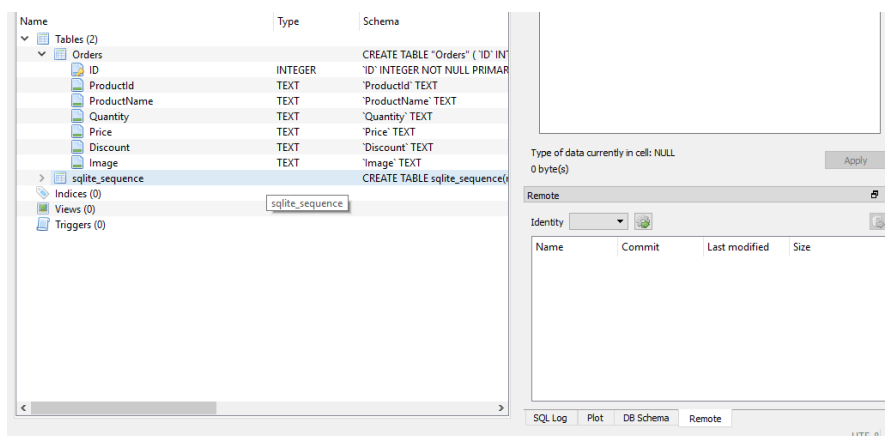 Name Type Schema
Tables (2)
Orders CREATE TABLE "Orders" ( `ID` INT
ID INTEGER `ID` INTEGER NOT NULL PRIMAR
ProductId TEXT `ProductId` TEXT
ProductName TEXT `ProductName` TEXT
Quantity TEXT `Quantity` TEXT
Price TEXT `Price` TEXT
Discount TEXT `Discount` TEXT
Image TEXT `Image` TEXT
sqlite_sequence CREATE TABLE sqlite_sequence(
Indices (0)
Views (0)
sqlite_sequence
Triggers (0)
Type of data currently in cell: NULL
0 byte(s)
Apply
Remote
Identity
Name Commit Last modified Size
SQL Log Plot DB Schema Remote
UTF-8